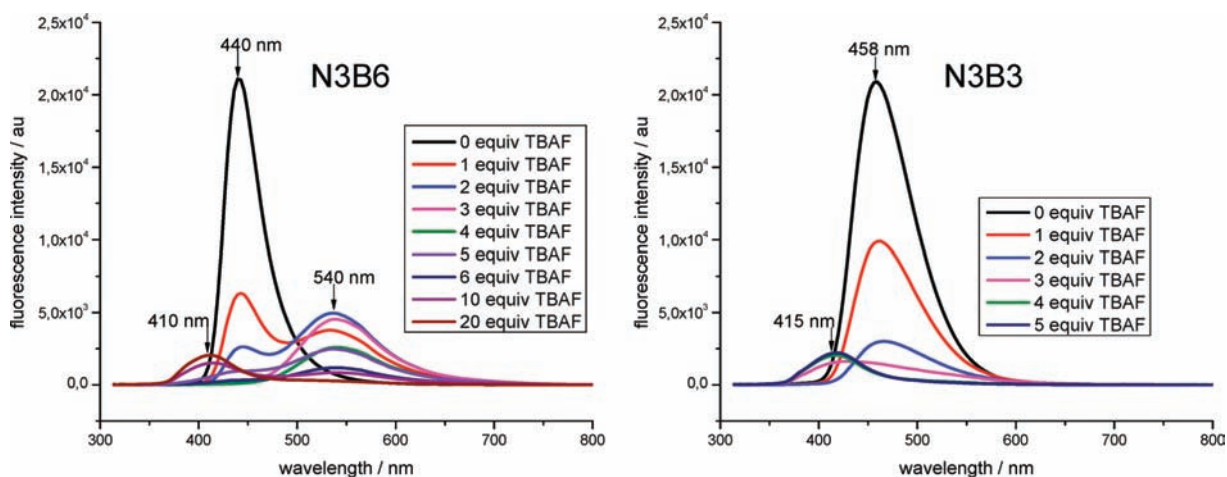 2,5x10⁴
2,0x10⁴
1,5x10⁴
1,0x10⁴
5,0x10³
0,0
fluorescence intensity / au
440 nm
N3B6
0 equiv TBAF
1 equiv TBAF
2 equiv TBAF
3 equiv TBAF
4 equiv TBAF
5 equiv TBAF
6 equiv TBAF
10 equiv TBAF
20 equiv TBAF
540 nm
410 nm
300 400 500 600 700 800
wavelength / nm
2,5x10⁴
2,0x10⁴
1,5x10⁴
1,0x10⁴
5,0x10³
0,0
fluorescence intensity / au
458 nm
N3B3
0 equiv TBAF
1 equiv TBAF
2 equiv TBAF
3 equiv TBAF
4 equiv TBAF
5 equiv TBAF
415 nm
300 400 500 600 700 800
wavelength / nm